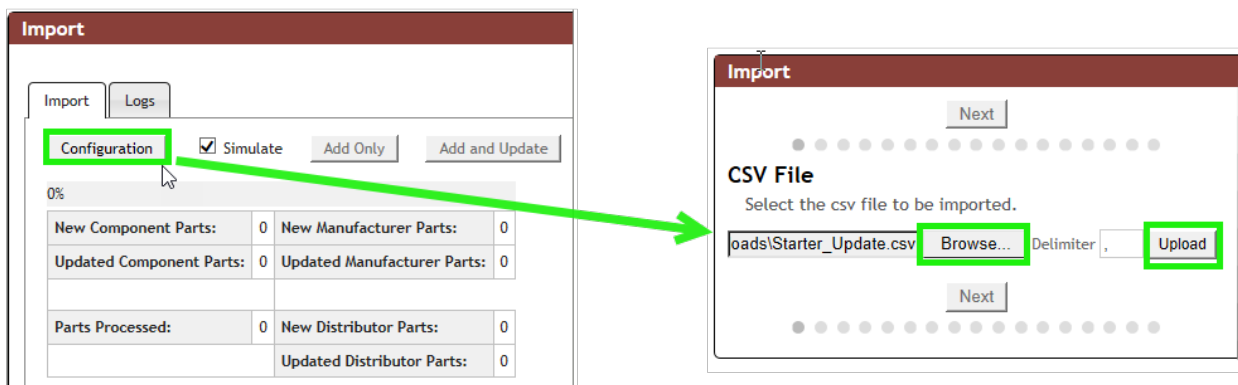 Import
Import Logs
Configuration Simulate Add Only Add and Update
0%
New Component Parts: 0 New Manufacturer Parts: 0
Updated Component Parts: 0 Updated Manufacturer Parts: 0
Parts Processed: 0 New Distributor Parts: 0
Updated Distributor Parts: 0
Import
Next
CSV File
Select the csv file to be imported.
oads\Starter_Update.csv Browse... Delimiter , Upload
Next